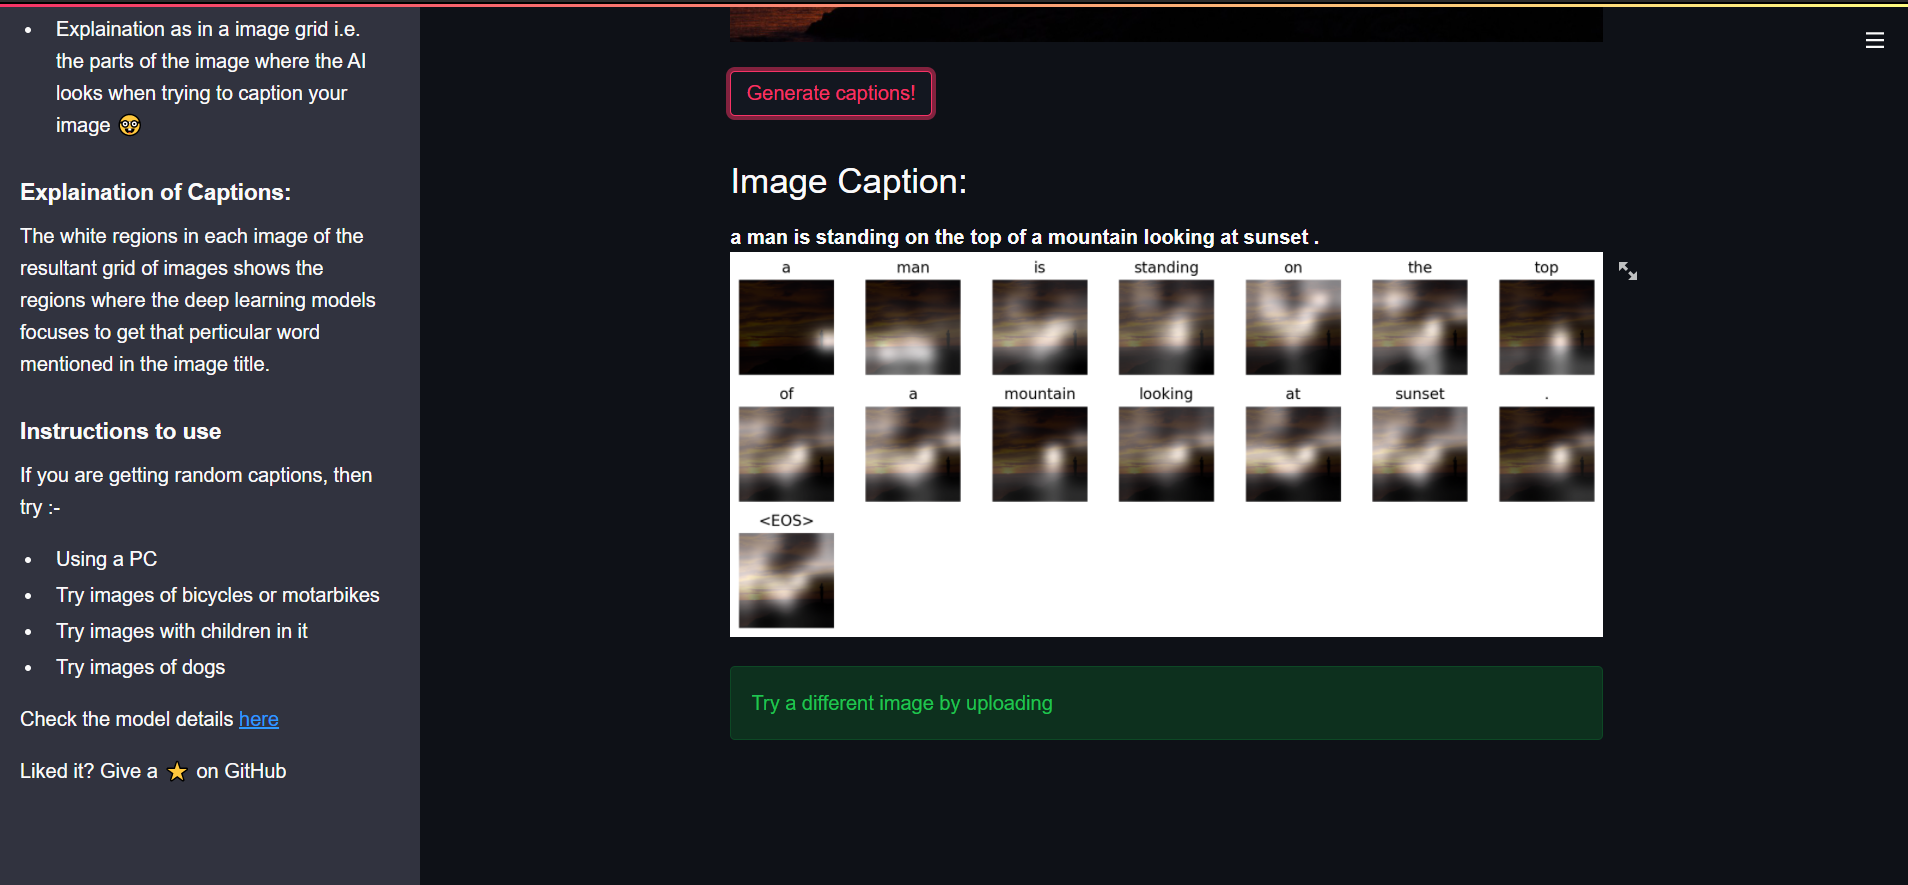 Explaination as in a image grid i.e.
the parts of the image where the AI
looks when trying to caption your
image
Explaination of Captions:
The white regions in each image of the
resultant grid of images shows the
regions where the deep learning models
focuses to get that perticular word
mentioned in the image title.
Instructions to use
If you are getting random captions, then
try :-
Using a PC
Try images of bicycles or motarbikes
Try images with children in it
Try images of dogs
Check the model details here
Liked it? Give a ⭐ on GitHub
Generate captions!
Image Caption:
a man is standing on the top of a mountain looking at sunset .
a man is standing on the top
of a mountain looking at sunset .
<EOS>
Try a different image by uploading